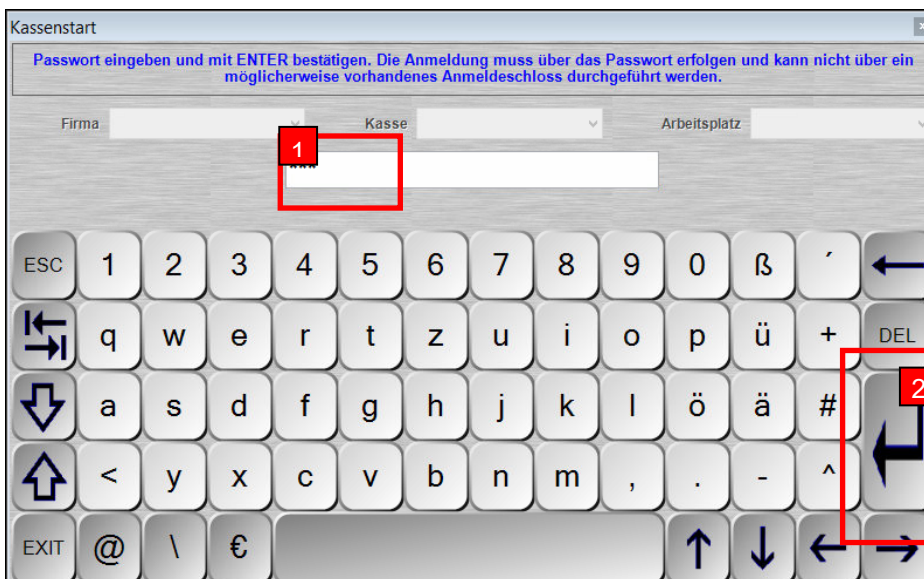 Kassenstart
Passwort eingeben und mit ENTER bestätigen. Die Anmeldung muss über das Passwort erfolgen und kann nicht über ein
möglicherweise vorhandenes Anmeldeschloss durchgeführt werden.
Firma Kasse Arbeitsplatz
1
***
ESC 1 2 3 4 5 6 7 8 9 0 ß ´
q w e r t z u i o p ü + DEL
2
a s d f g h j k l ö ä #
< y x c v b n m , . - ^
EXIT @ \ €